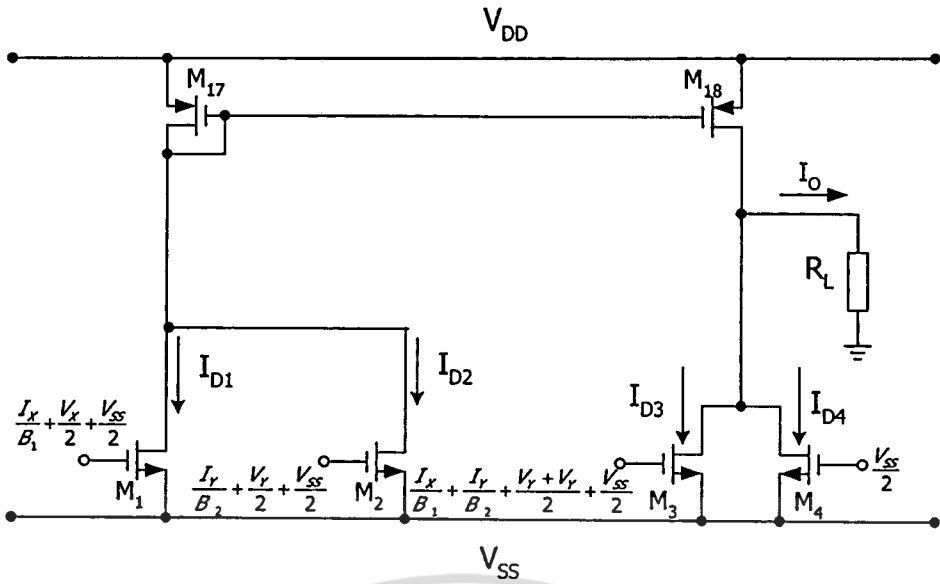 V_DD
M_17
M_18
I_O
R_L
I_D1
I_D2
I_D3
I_D4
I_X/B_1 + V_X/2 + V_SS/2
M_1
I_Y/B_2 + V_Y/2 + V_SS/2
M_2
I_X/B_1 + I_Y/B_2 + V_Y + V_Y/2 + V_SS/2
M_3
M_4
V_SS/2
V_SS